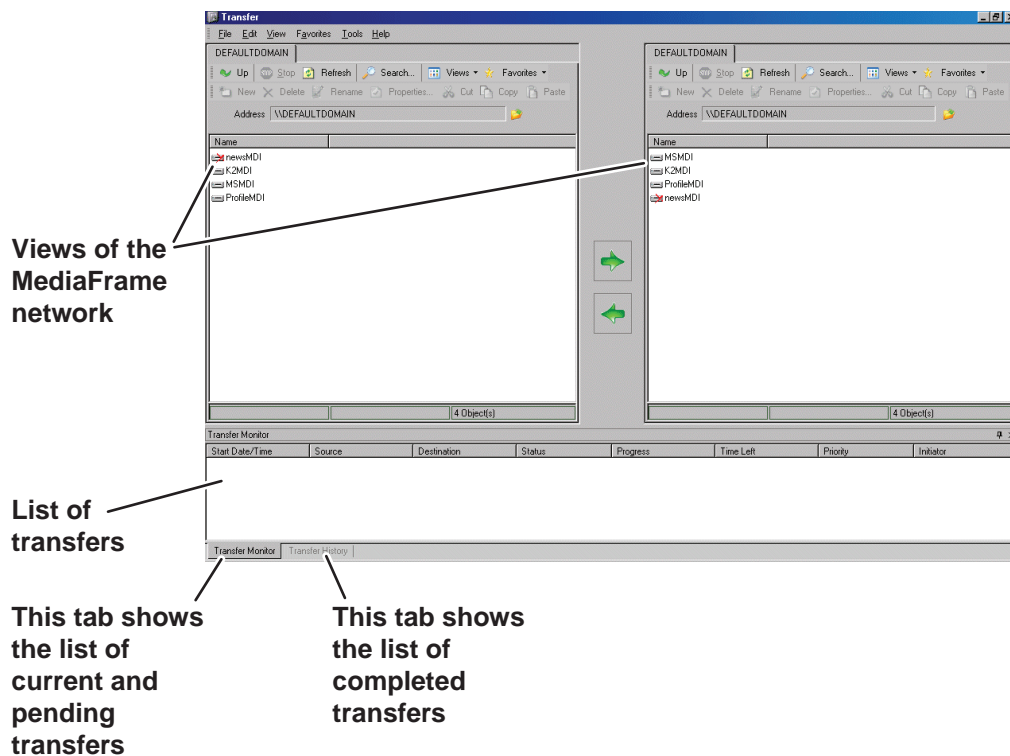 Transfer
File Edit View Favorites Tools Help
DEFAULTDOMAIN
Up Stop Refresh Search... Views Favorites
New Delete Rename Properties... Cut Copy Paste
Address \\DEFAULTDOMAIN
Name
newsMDI
K2MDI
MSMDI
ProfileMDI
4 Object(s)
DEFAULTDOMAIN
Up Stop Refresh Search... Views Favorites
New Delete Rename Properties... Cut Copy Paste
Address \\DEFAULTDOMAIN
Name
MSMDI
K2MDI
ProfileMDI
newsMDI
4 Object(s)
Views of the
MediaFrame
network
Transfer Monitor
Start Date/Time Source Destination Status Progress Time Left Priority Initiator
List of
transfers
Transfer Monitor Transfer History
This tab shows
the list of
current and
pending
transfers
This tab shows
the list of
completed
transfers